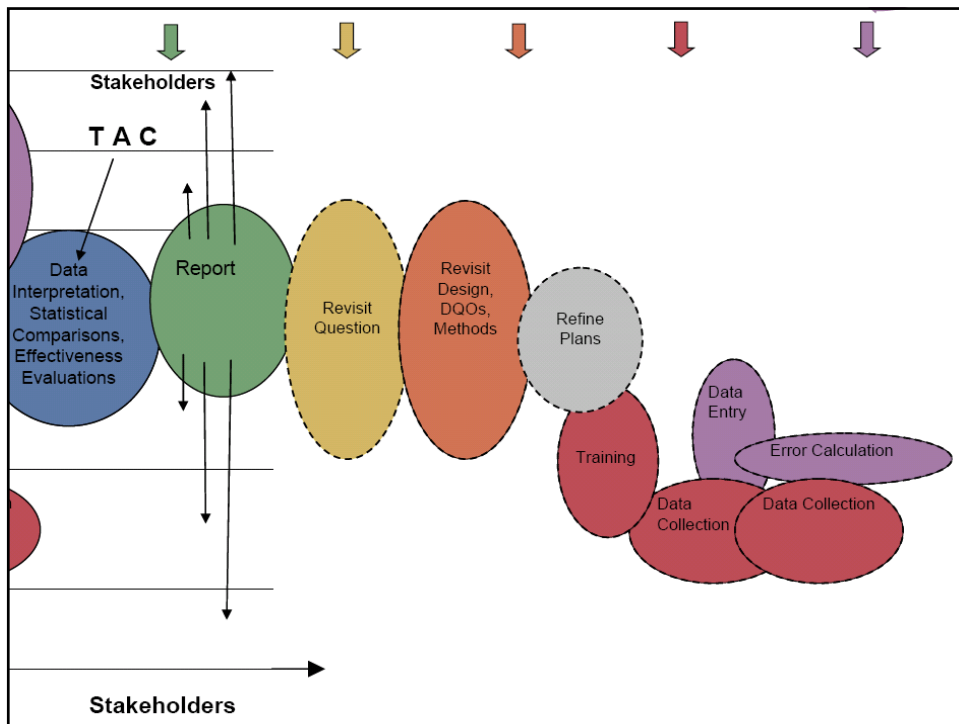 Stakeholders
T A C
Data
Interpretation,
Statistical
Comparisons,
Effectiveness
Evaluations
Report
Revisit
Question
Revisit
Design,
DQOs,
Methods
Refine
Plans
Training
Data
Entry
Error Calculation
Data
Collection
Data Collection
Stakeholders